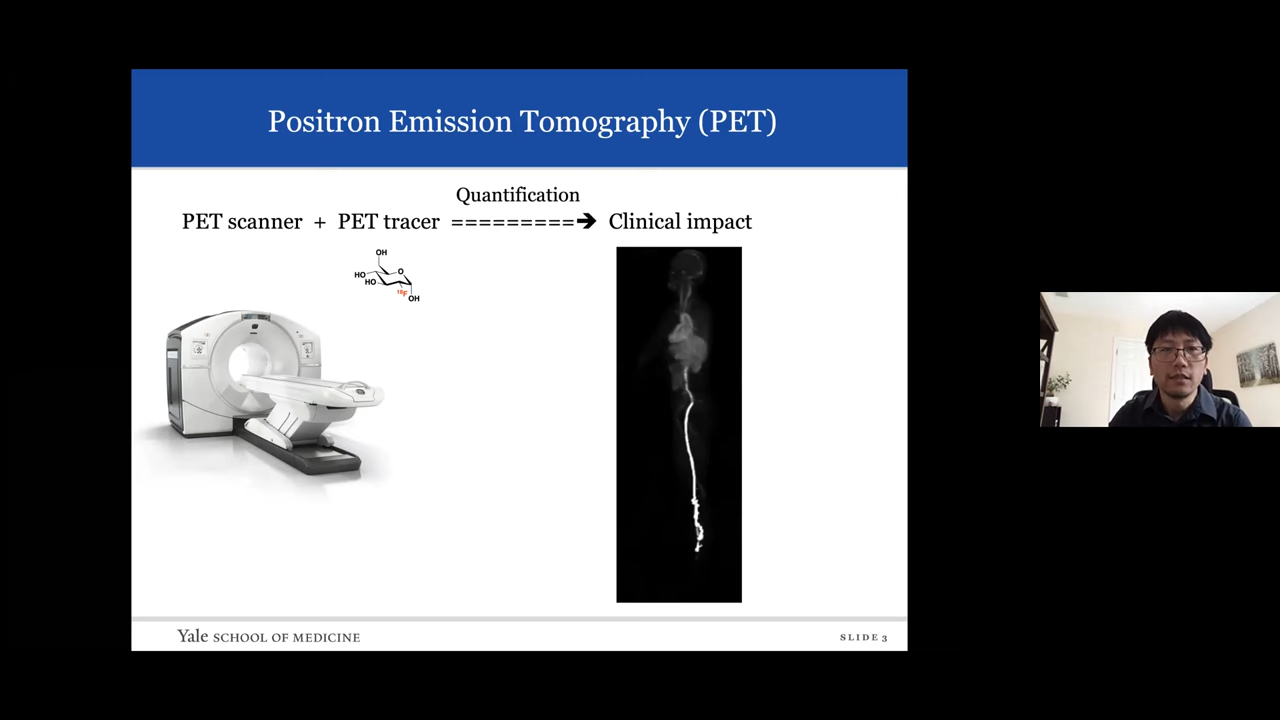 Positron Emission Tomography (PET)
Quantification
PET scanner + PET tracer =========➔ Clinical impact
OH
HO
O
HO
18F
OH
Yale SCHOOL OF MEDICINE
SLIDE 3